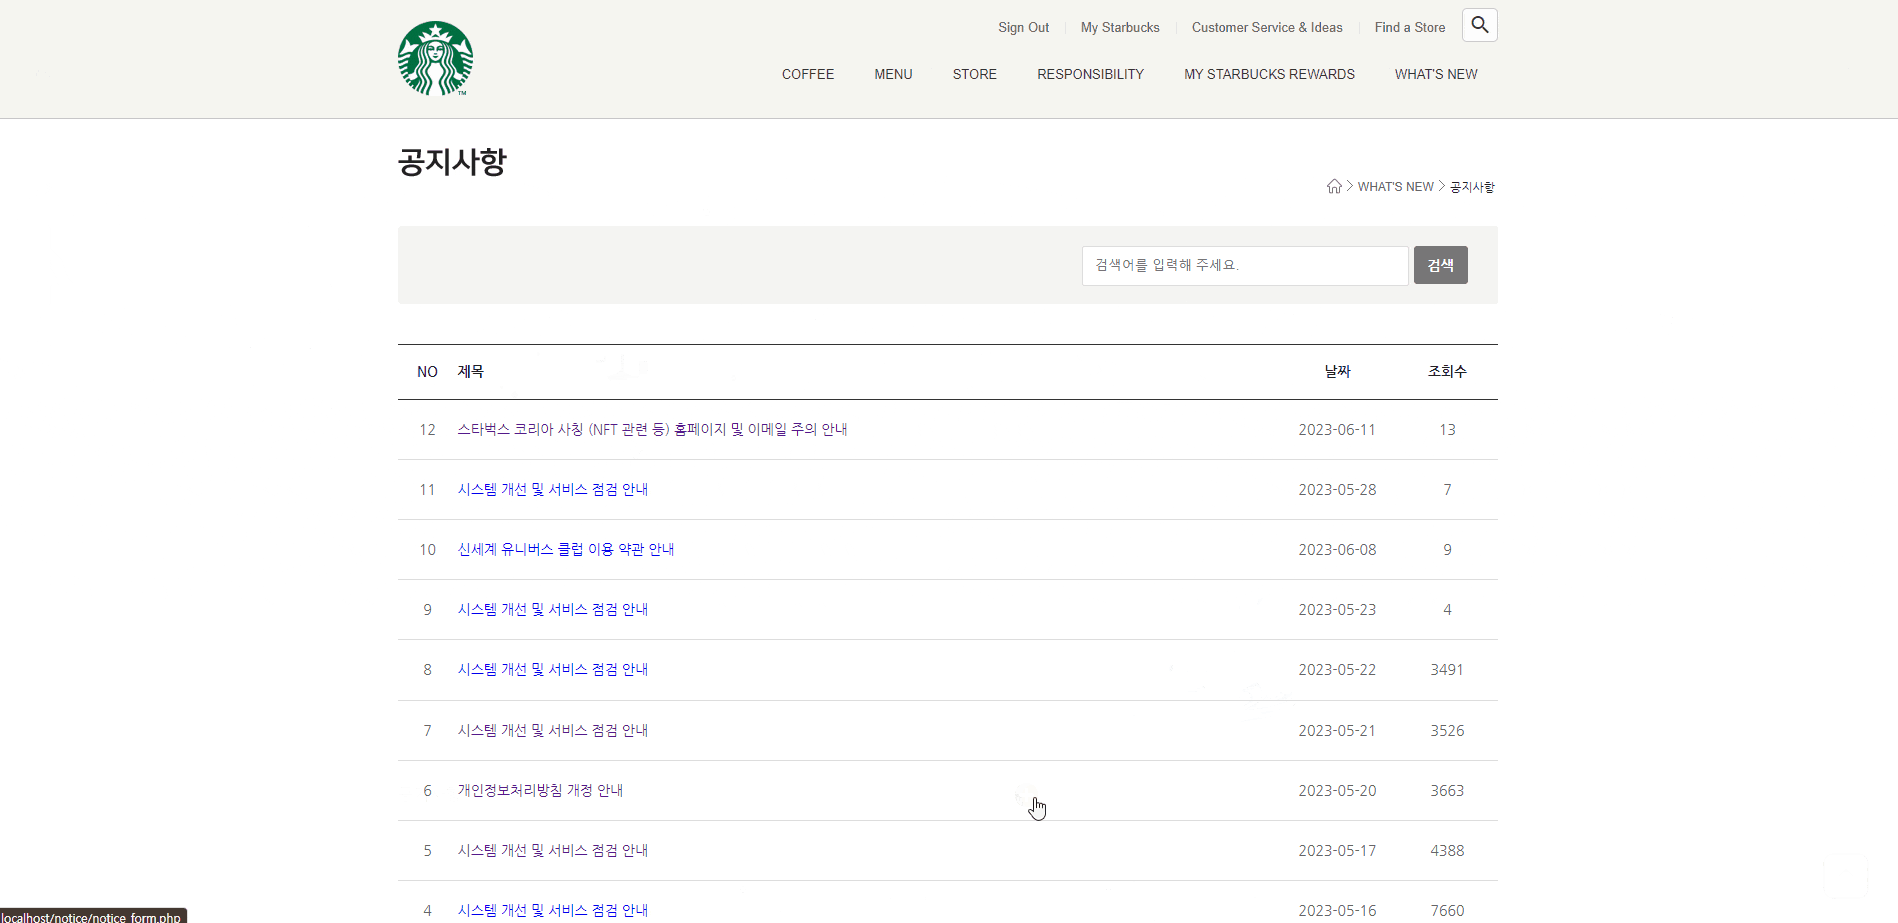 Sign Out My Starbucks Customer Service & Ideas Find a Store
COFFEE MENU STORE RESPONSIBILITY MY STARBUCKS REWARDS WHAT'S NEW
TM
공지사항
WHAT'S NEW 공지사항
검색어를 입력해 주세요. 검색
NO 제목 날짜 조회수
12 스타벅스 코리아 사칭 (NFT 관련 등) 홈페이지 및 이메일 주의 안내 2023-06-11 13
11 시스템 개선 및 서비스 점검 안내 2023-05-28 7
10 신세계 유니버스 클럽 이용 약관 안내 2023-06-08 9
9 시스템 개선 및 서비스 점검 안내 2023-05-23 4
8 시스템 개선 및 서비스 점검 안내 2023-05-22 3491
7 시스템 개선 및 서비스 점검 안내 2023-05-21 3526
6 개인정보처리방침 개정 안내 2023-05-20 3663
5 시스템 개선 및 서비스 점검 안내 2023-05-17 4388
4 시스템 개선 및 서비스 점검 안내 2023-05-16 7660
localhost/notice/notice_form.php